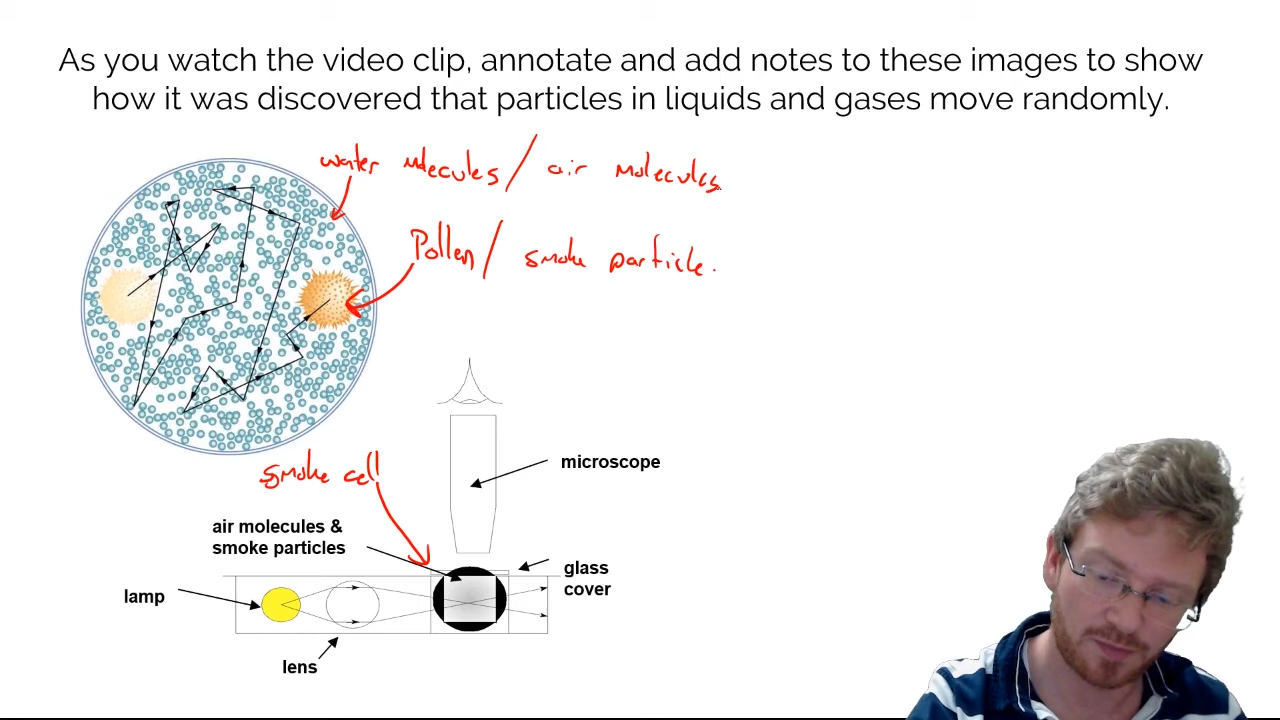 As you watch the video clip, annotate and add notes to these images to show
how it was discovered that particles in liquids and gases move randomly.
water molecules / air molecules
Pollen / smoke particle.
microscope
smoke cell
air molecules &
smoke particles
glass
cover
lamp
lens